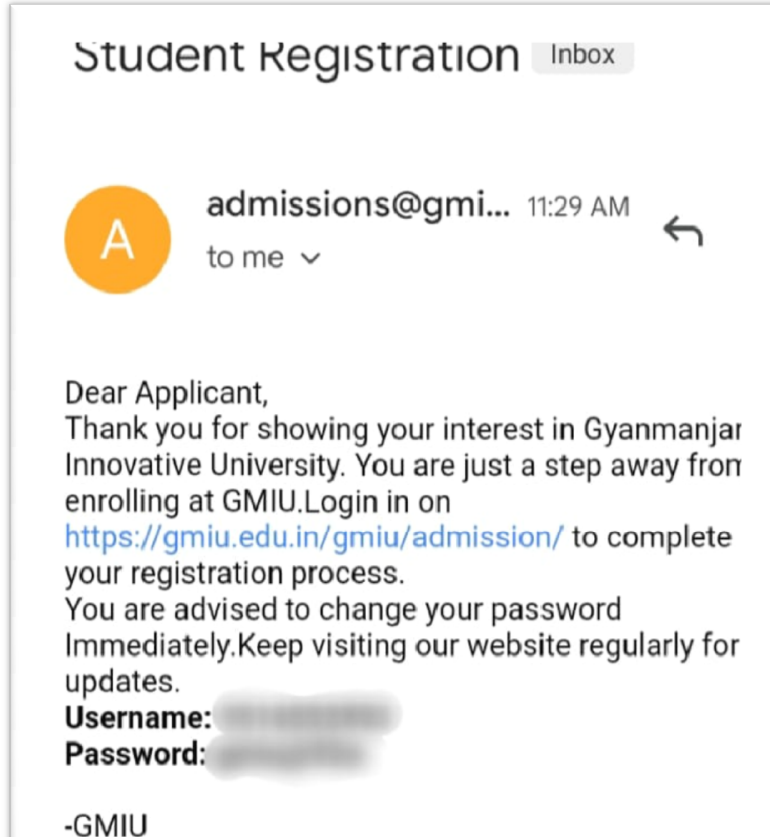 Student Registration Inbox
A
admissions@gmi... 11:29 AM
to me
Dear Applicant,
Thank you for showing your interest in Gyanmanjar
Innovative University. You are just a step away from
enrolling at GMIU.Login in on
https://gmiu.edu.in/gmiu/admission/ to complete
your registration process.
You are advised to change your password
Immediately.Keep visiting our website regularly for
updates.
Username:
Password:
-GMIU